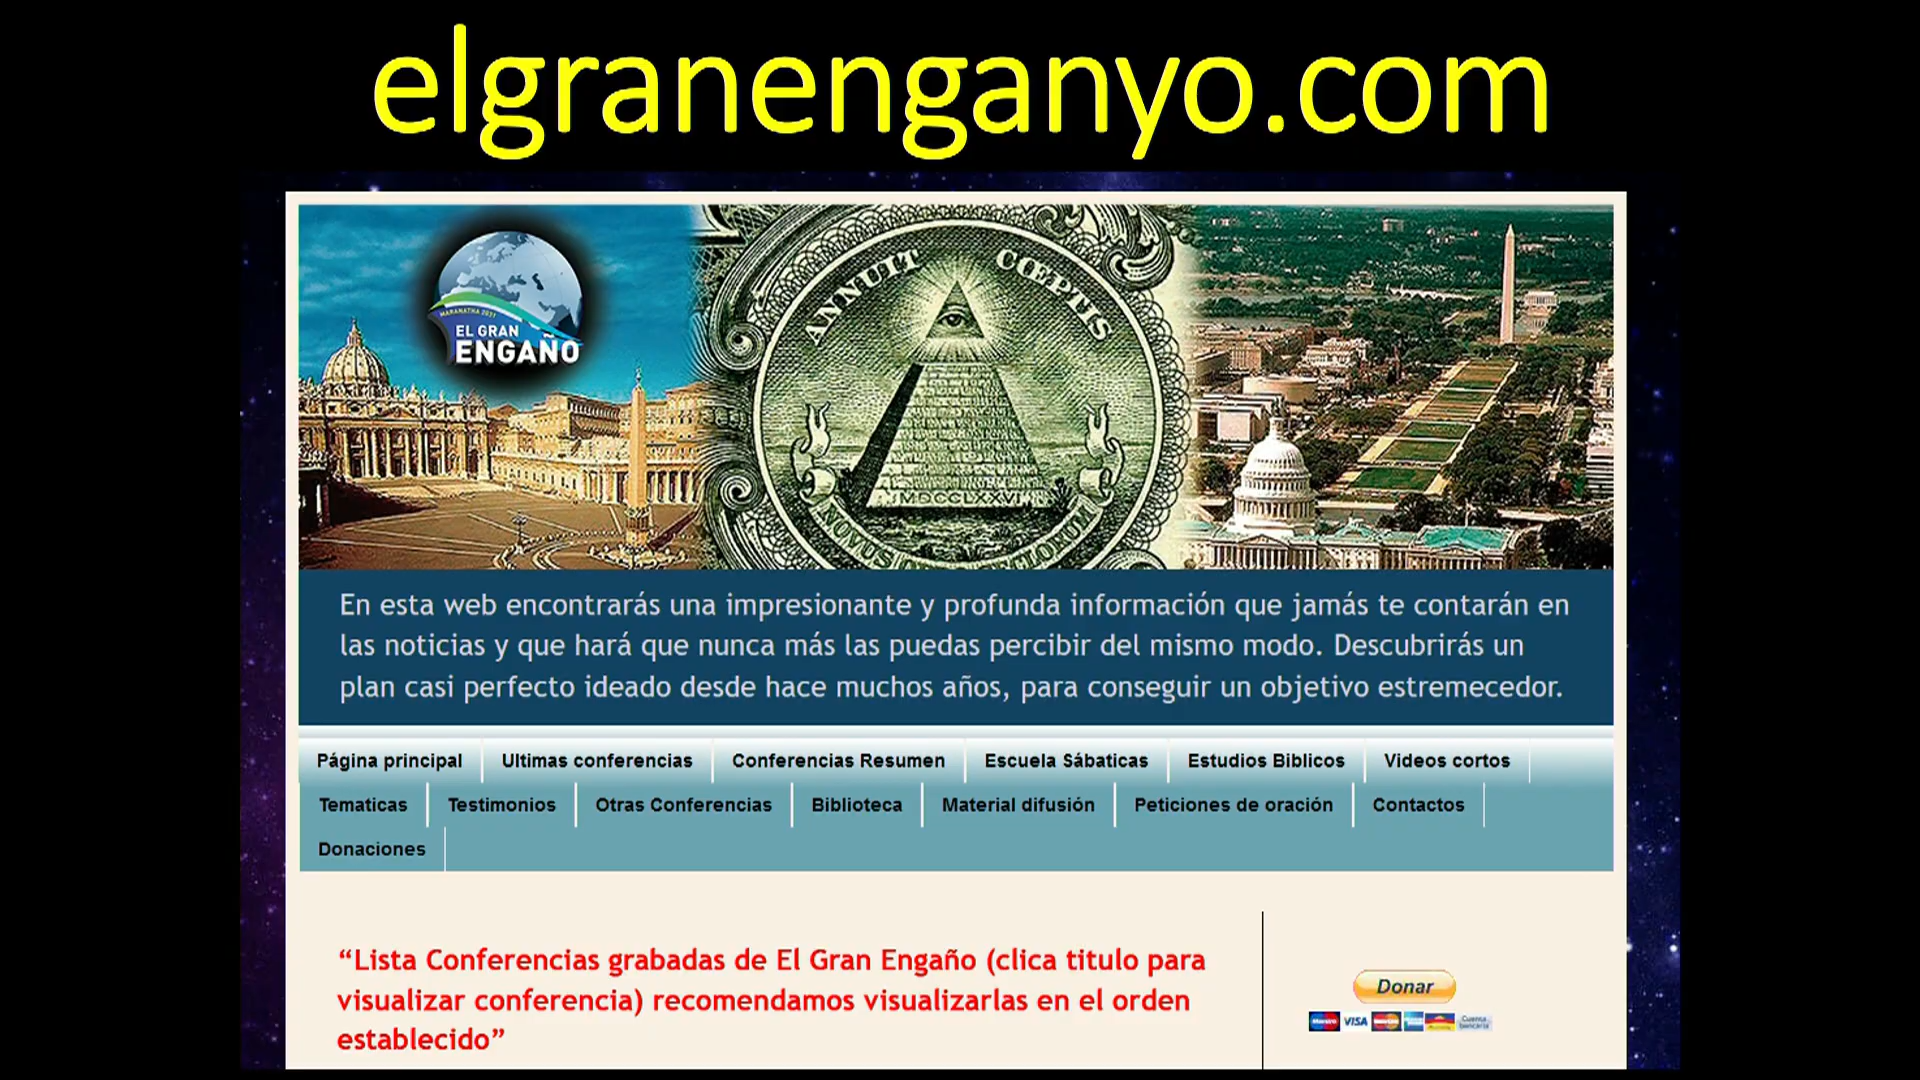 elgranenganyo.com
ANNUIT CŒPTIS
MARANATHA 2031
EL GRAN
ENGAÑO
MDCCLXXVI
NOVUS
En esta web encontrarás una impresionante y profunda información que jamás te contarán en
las noticias y que hará que nunca más las puedas percibir del mismo modo. Descubrirás un
plan casi perfecto ideado desde hace muchos años, para conseguir un objetivo estremecedor.
Página principal Ultimas conferencias Conferencias Resumen Escuela Sábaticas Estudios Biblicos Videos cortos
Tematicas Testimonios Otras Conferencias Biblioteca Material difusión Peticiones de oración Contactos
Donaciones
“Lista Conferencias grabadas de El Gran Engaño (clica titulo para
visualizar conferencia) recomendamos visualizarlas en el orden
establecido”
Donar
VISA
Cuenta
bancaria